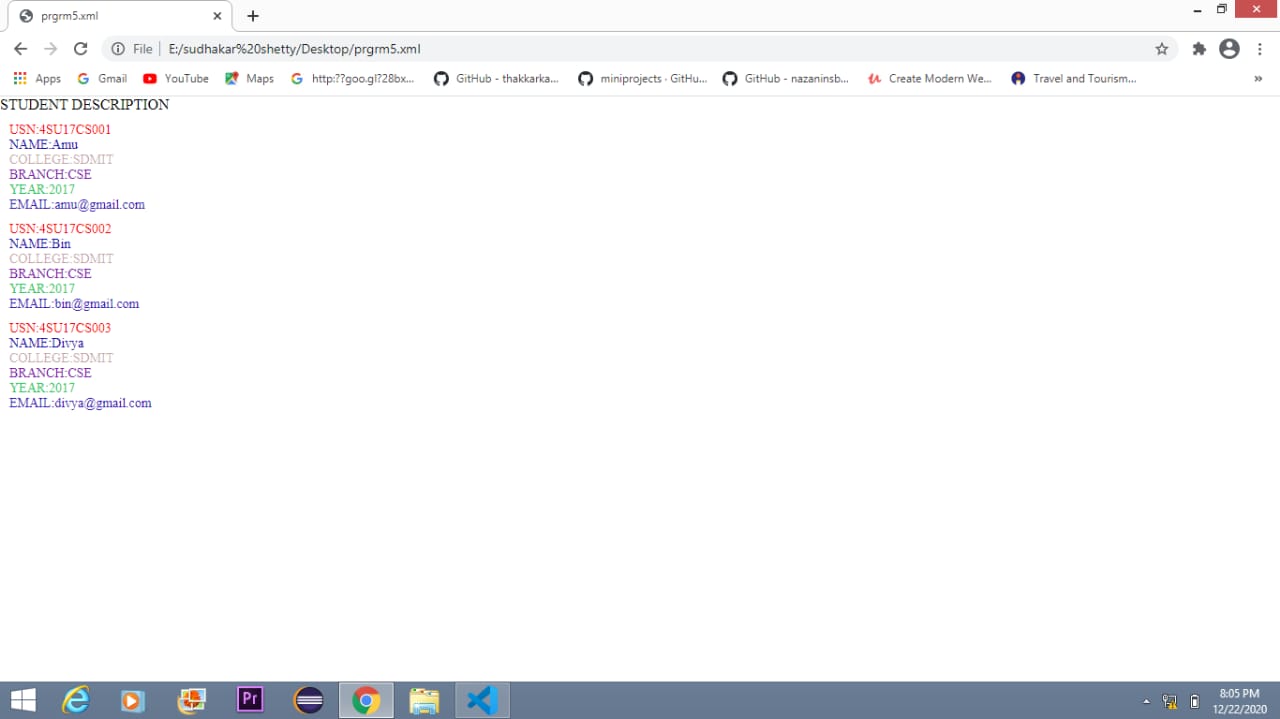 prgrm5.xml
File E:/sudhakar%20shetty/Desktop/prgrm5.xml
Apps Gmail YouTube Maps http:??goo.gl?28bx... GitHub - thakkarka... miniprojects · GitHu... GitHub - nazaninsb... Create Modern We... Travel and Tourism... »
STUDENT DESCRIPTION
USN:4SU17CS001
NAME:Amu
COLLEGE:SDMIT
BRANCH:CSE
YEAR:2017
EMAIL:amu@gmail.com
USN:4SU17CS002
NAME:Bin
COLLEGE:SDMIT
BRANCH:CSE
YEAR:2017
EMAIL:bin@gmail.com
USN:4SU17CS003
NAME:Divya
COLLEGE:SDMIT
BRANCH:CSE
YEAR:2017
EMAIL:divya@gmail.com
Pr
8:05 PM
12/22/2020